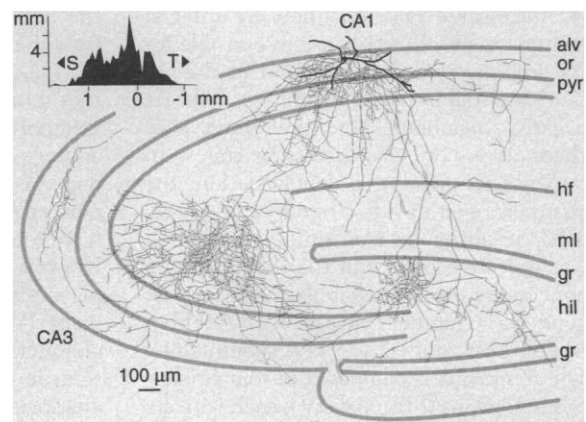 mm
4
S T
1 0 -1 mm
CA1
alv
or
pyr
hf
ml
gr
hil
gr
CA3
100 μm